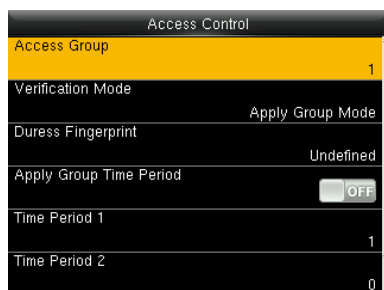 Access Control
Access Group
1
Verification Mode
Apply Group Mode
Duress Fingerprint
Undefined
Apply Group Time Period
OFF
Time Period 1
1
Time Period 2
0